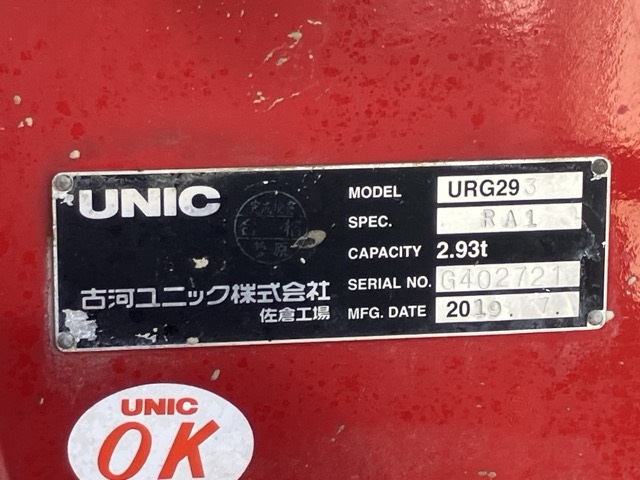 UNIC
MODEL URG293
SPEC. RA1
CAPACITY 2.93t
SERIAL NO. G402721
MFG. DATE 2019. 7.
古河ユニック株式会社
佐倉工場
UNIC
OK